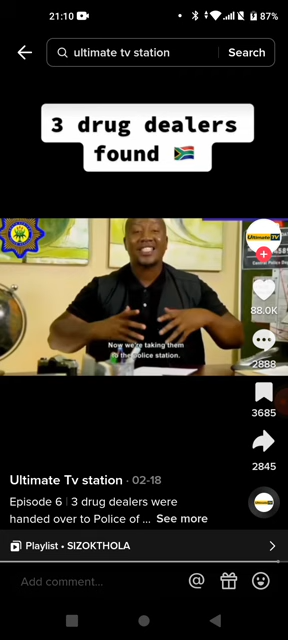 21:10
87%
ultimate tv station
Search
3 drug dealers
found 🇿🇦
Ultimate TV
88.0K
Now we're taking them
to the police station.
2888
3685
2845
Ultimate Tv station · 02-18
Episode 6 | 3 drug dealers were
handed over to Police of ... See more
Playlist • SIZOKTHOLA
Add comment...